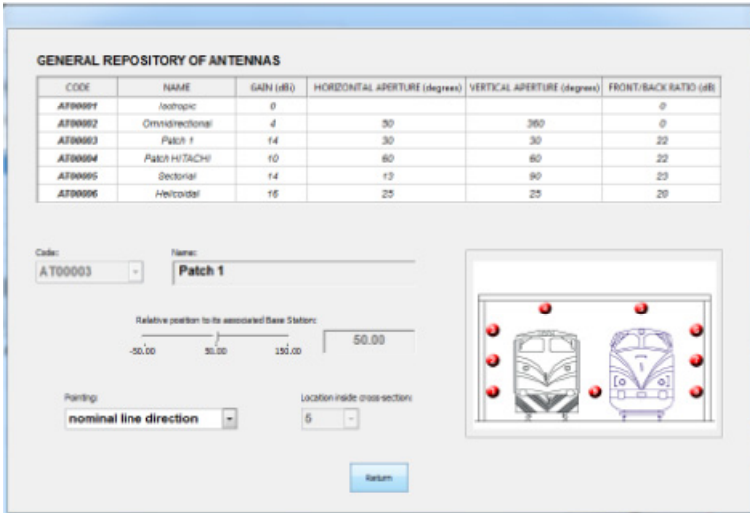 GENERAL REPOSITORY OF ANTENNAS
CODE NAME GAIN (dBi) HORIZONTAL APERTURE (degrees) VERTICAL APERTURE (degrees) FRONT/BACK RATIO (dB)
AT00001 Isotropic 0 0
AT00002 Omnidirectional 4 50 360 0
AT00003 Patch 1 14 30 30 22
AT00004 Patch HITACHI 10 60 60 22
AT00005 Sectorial 14 13 90 23
AT00006 Helicoidal 16 25 25 20
Code: Name:
AT00003 Patch 1
Relative position to its associated Base Station:
50.00
-50.00 50.00 150.00
Pointing: Location inside cross-section:
nominal line direction 5
Return